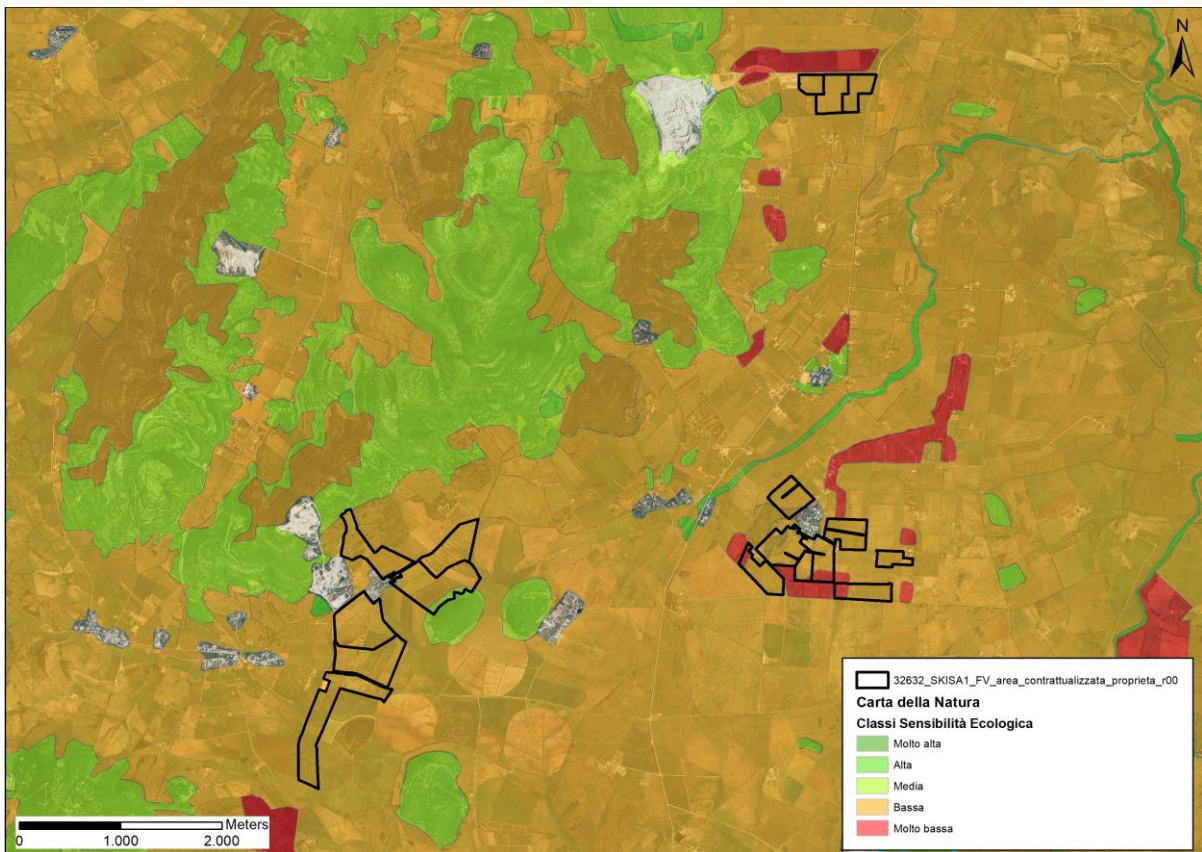 N
32632_SKISA1_FV_area_contrattualizzata_proprieta_r00
Carta della Natura
Classi Sensibilità Ecologica
Molto alta
Alta
Media
Bassa
Molto bassa
Meters
0 1.000 2.000